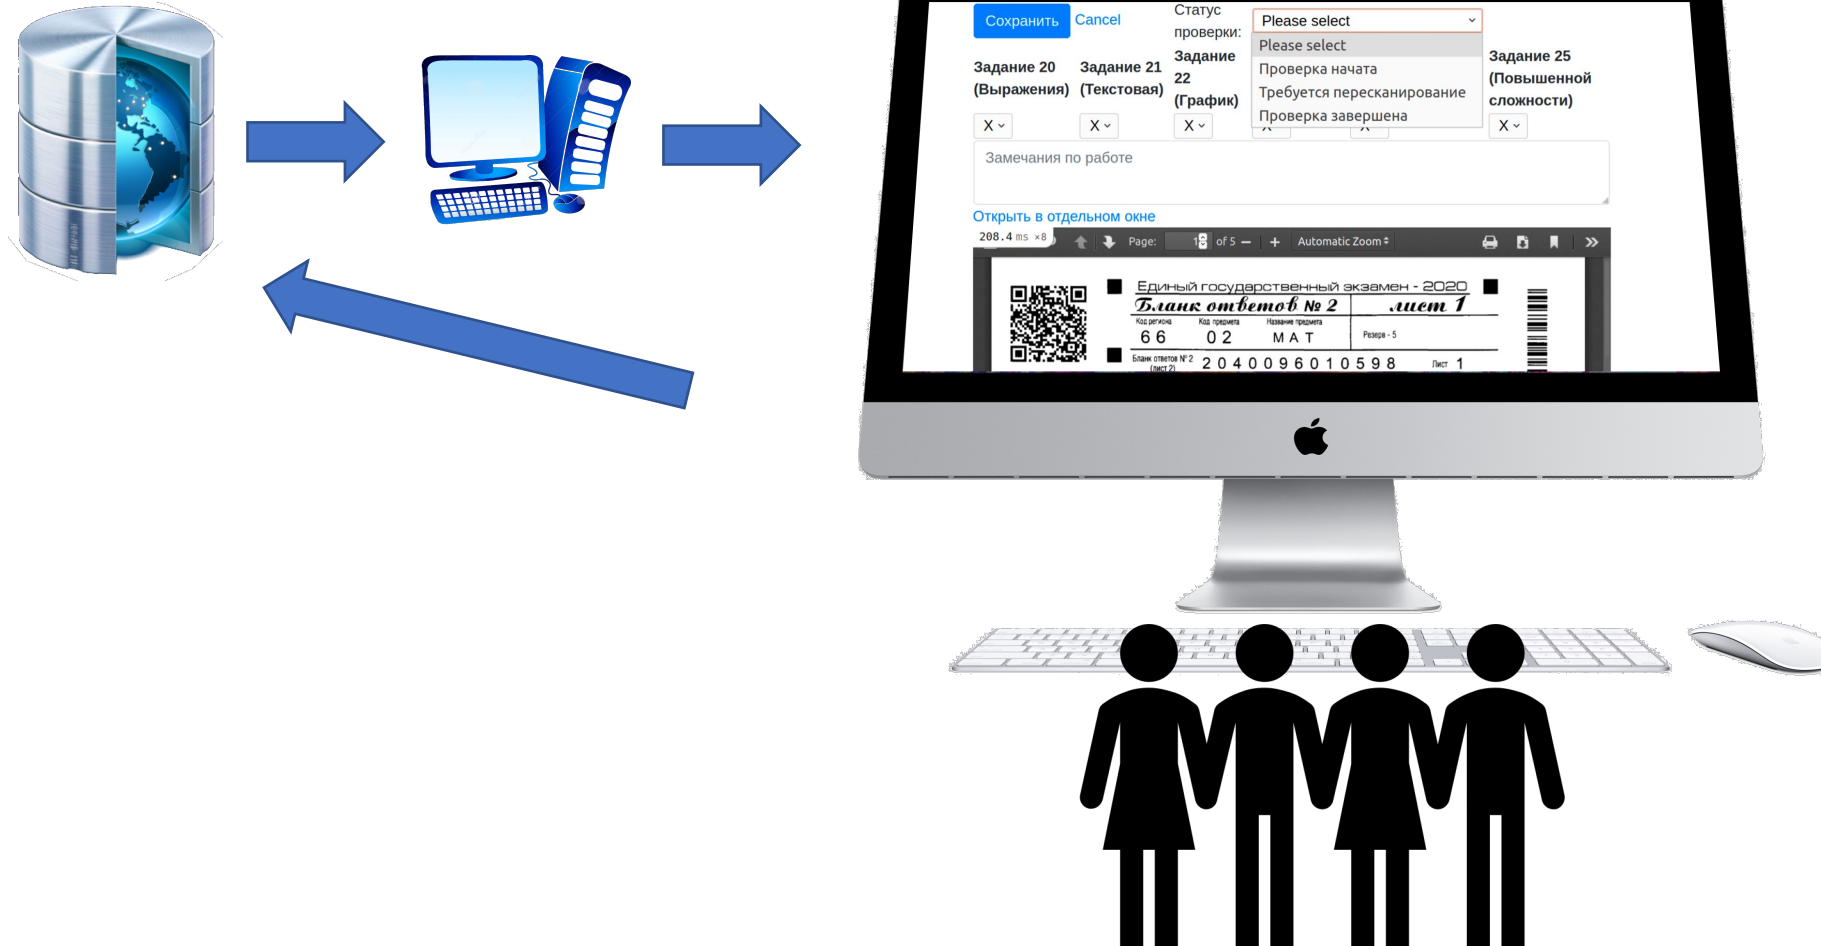 Сохранить Cancel Статус проверки: Please select
Please select
Проверка начата
Требуется пересканирование
Проверка завершена
Задание 20 (Выражения)
Задание 21 (Текстовая)
Задание 22 (График)
Задание 25 (Повышенной сложности)
X X X X
Замечания по работе
Открыть в отдельном окне
208.4 ms ×8 Page: 1 of 5 − + Automatic Zoom
Единый государственный экзамен - 2020
Бланк ответов № 2 лист 1
Код региона Код предмета Название предмета
66 02 МАТ Резерв - 5
Бланк ответов № 2 (лист 2) 2040096010598 Лист 1